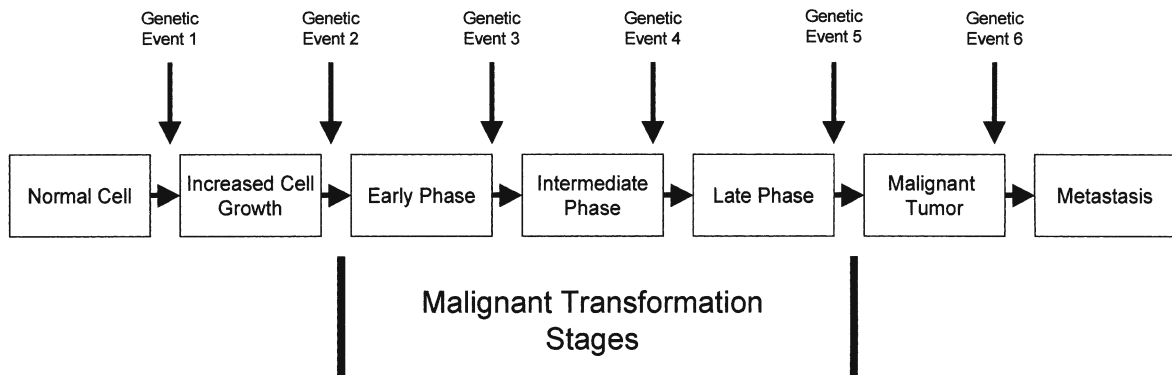 Genetic
Event 1
Genetic
Event 2
Genetic
Event 3
Genetic
Event 4
Genetic
Event 5
Genetic
Event 6
Normal Cell
Increased Cell
Growth
Early Phase
Intermediate
Phase
Late Phase
Malignant
Tumor
Metastasis
Malignant Transformation
Stages